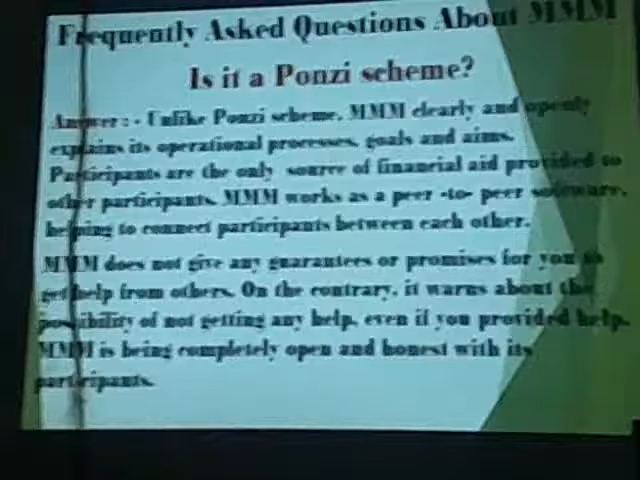 Frequently Asked Questions About MMM
Is it a Ponzi scheme?
Answer : - Unlike Ponzi scheme, MMM clearly and openly
explains its operational processes, goals and aims.
Participants are the only source of financial aid provided to
other participants. MMM works as a peer -to- peer software,
helping to connect participants between each other.
MMM does not give any guarantees or promises for you to
get help from others. On the contrary, it warns about the
possibility of not getting any help, even if you provided help.
MMM is being completely open and honest with its
participants.